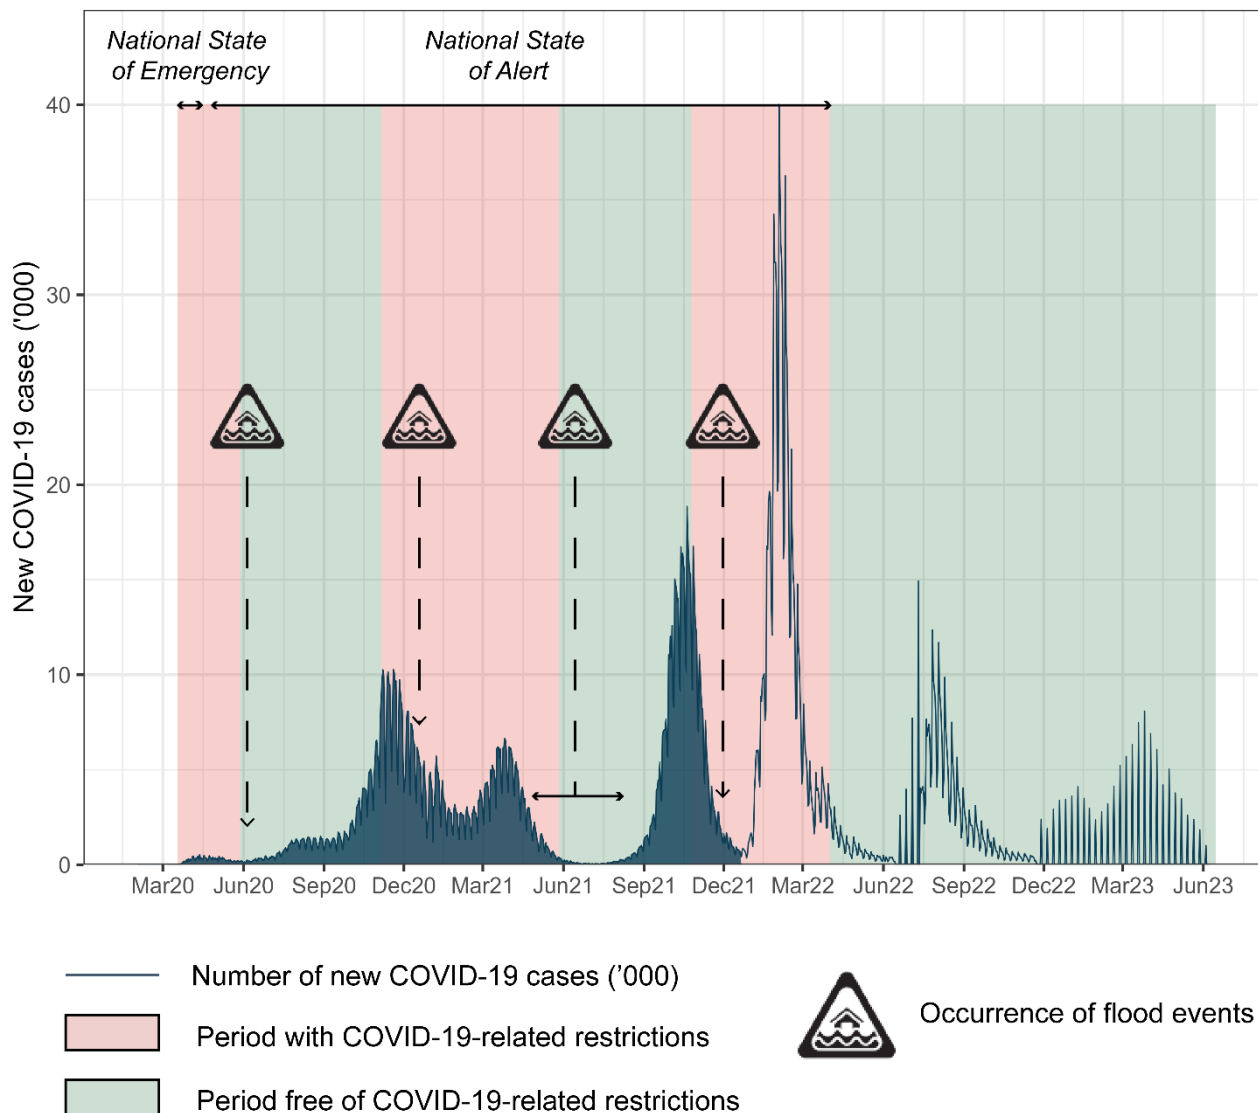 National State
of Emergency
National State
of Alert
New COVID-19 cases ('000)
40
30
20
10
0
Mar20 Jun20 Sep20 Dec20 Mar21 Jun21 Sep21 Dec21 Mar22 Jun22 Sep22 Dec22 Mar23 Jun23
Number of new COVID-19 cases ('000)
Period with COVID-19-related restrictions
Period free of COVID-19-related restrictions
Occurrence of flood events